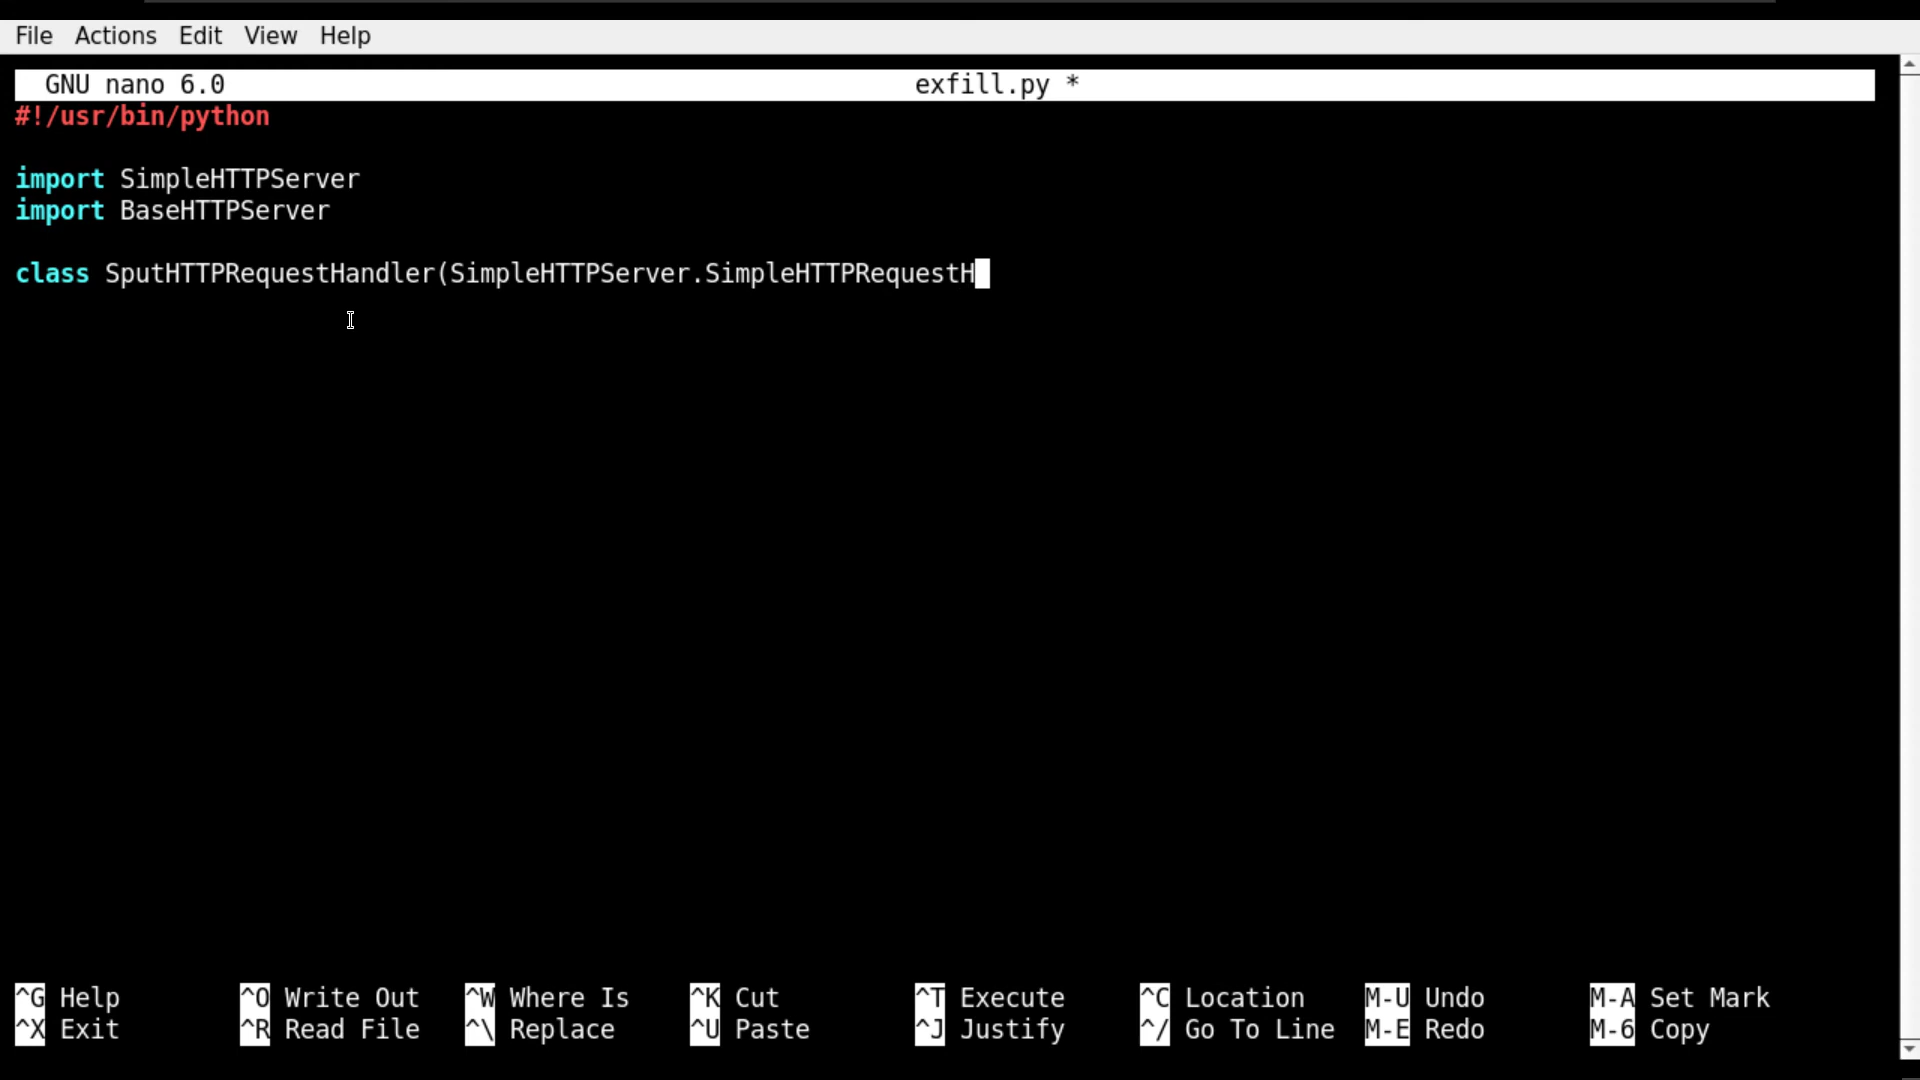 File Actions Edit View Help
GNU nano 6.0 exfill.py *
#!/usr/bin/python
import SimpleHTTPServer
import BaseHTTPServer
class SputHTTPRequestHandler(SimpleHTTPServer.SimpleHTTPRequestH
^G Help ^O Write Out ^W Where Is ^K Cut ^T Execute ^C Location M-U Undo M-A Set Mark
^X Exit ^R Read File ^\ Replace ^U Paste ^J Justify ^/ Go To Line M-E Redo M-6 Copy